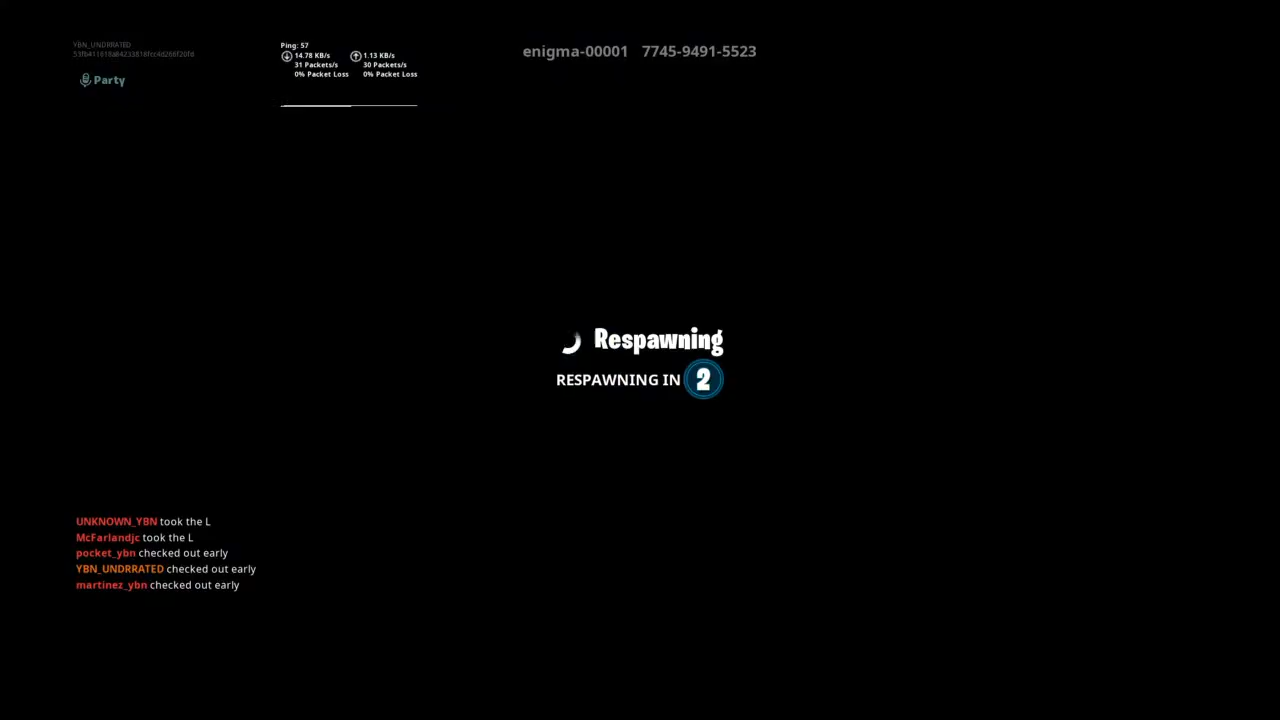 YBN_UNDRRATED
Party
Ping: 57
14.78 KB/s
31 Packets/s
0% Packet Loss
1.13 KB/s
30 Packets/s
0% Packet Loss
enigma-00001 7745-9491-5523
Respawning
RESPAWNING IN 2
UNKNOWN_YBN took the L
McFarlandjc took the L
pocket_ybn checked out early
YBN_UNDRRATED checked out early
martinez_ybn checked out early